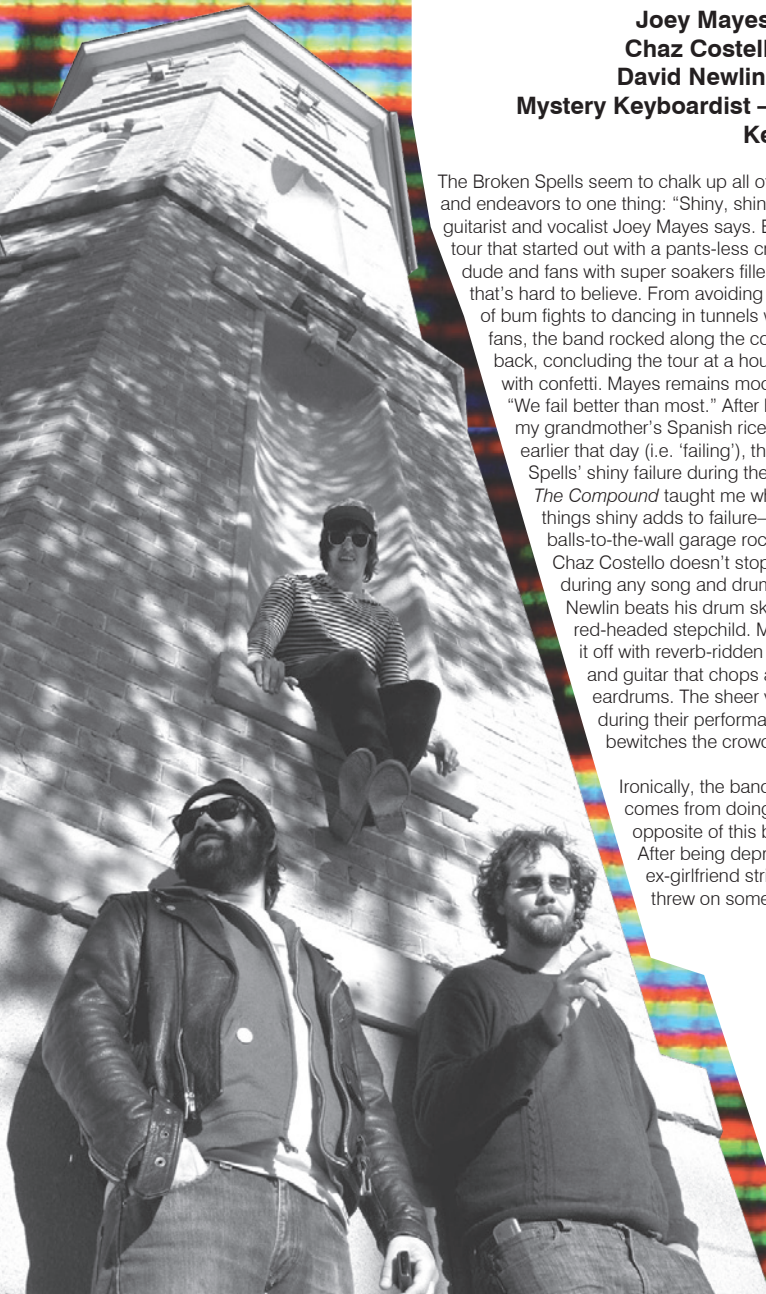 Joey Mayes
Chaz Costell
David Newlin
Mystery Keyboardist –
Ke
The Broken Spells seem to chalk up all o
and endeavors to one thing: “Shiny, shin
guitarist and vocalist Joey Mayes says. E
tour that started out with a pants-less cr
dude and fans with super soakers fille
that’s hard to believe. From avoiding
of bum fights to dancing in tunnels w
fans, the band rocked along the co
back, concluding the tour at a hou
with confetti. Mayes remains mod
“We fail better than most.” After
my grandmother’s Spanish rice
earlier that day (i.e. ‘failing’), th
Spells’ shiny failure during the
The Compound taught me wh
things shiny adds to failure–
balls-to-the-wall garage roc
Chaz Costello doesn’t stop
during any song and drum
Newlin beats his drum sk
red-headed stepchild. M
it off with reverb-ridden
and guitar that chops a
eardrums. The sheer v
during their performa
bewitches the crowd
Ironically, the band
comes from doing
opposite of this b
After being depr
ex-girlfriend stri
threw on some